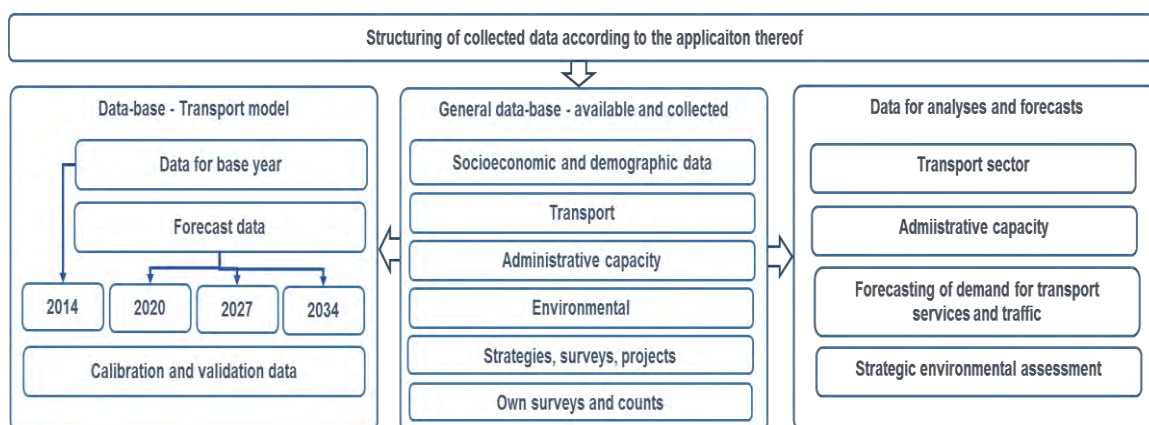 Structuring of collected data according to the applicaiton thereof
Data-base - Transport model
Data for base year
Forecast data
2014
2020
2027
2034
Calibration and validation data
General data-base - available and collected
Socioeconomic and demographic data
Transport
Administrative capacity
Environmental
Strategies, surveys, projects
Own surveys and counts
Data for analyses and forecasts
Transport sector
Admiistrative capacity
Forecasting of demand for transport
services and traffic
Strategic environmental assessment